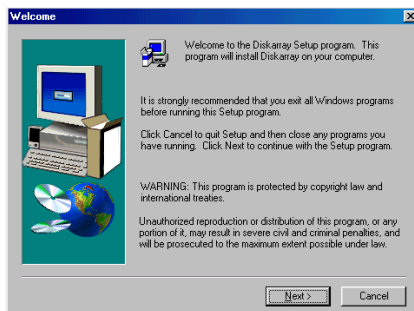 Welcome
Welcome to the Diskarray Setup program. This
program will install Diskarray on your computer.
It is strongly recommended that you exit all Windows programs
before running this Setup program.
Click Cancel to quit Setup and then close any programs you
have running. Click Next to continue with the Setup program.
WARNING: This program is protected by copyright law and
international treaties.
Unauthorized reproduction or distribution of this program, or any
portion of it, may result in severe civil and criminal penalties, and
will be prosecuted to the maximum extent possible under law.
Next >
Cancel